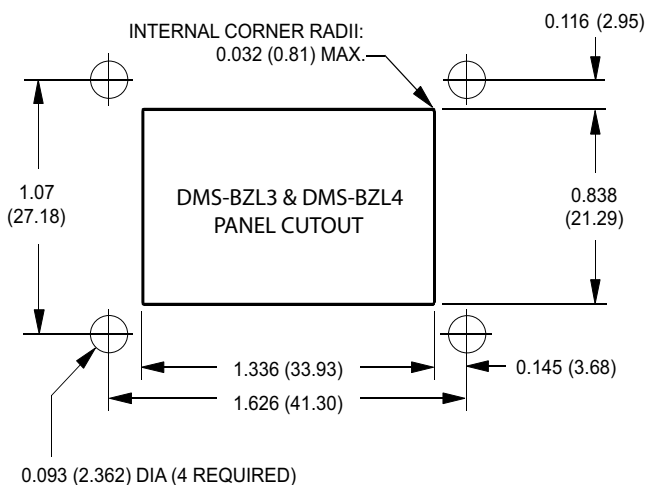 INTERNAL CORNER RADII:
0.032 (0.81) MAX.
0.116 (2.95)
1.07
(27.18)
DMS-BZL3 & DMS-BZL4
PANEL CUTOUT
0.838
(21.29)
1.336 (33.93)
0.145 (3.68)
1.626 (41.30)
0.093 (2.362) DIA (4 REQUIRED)